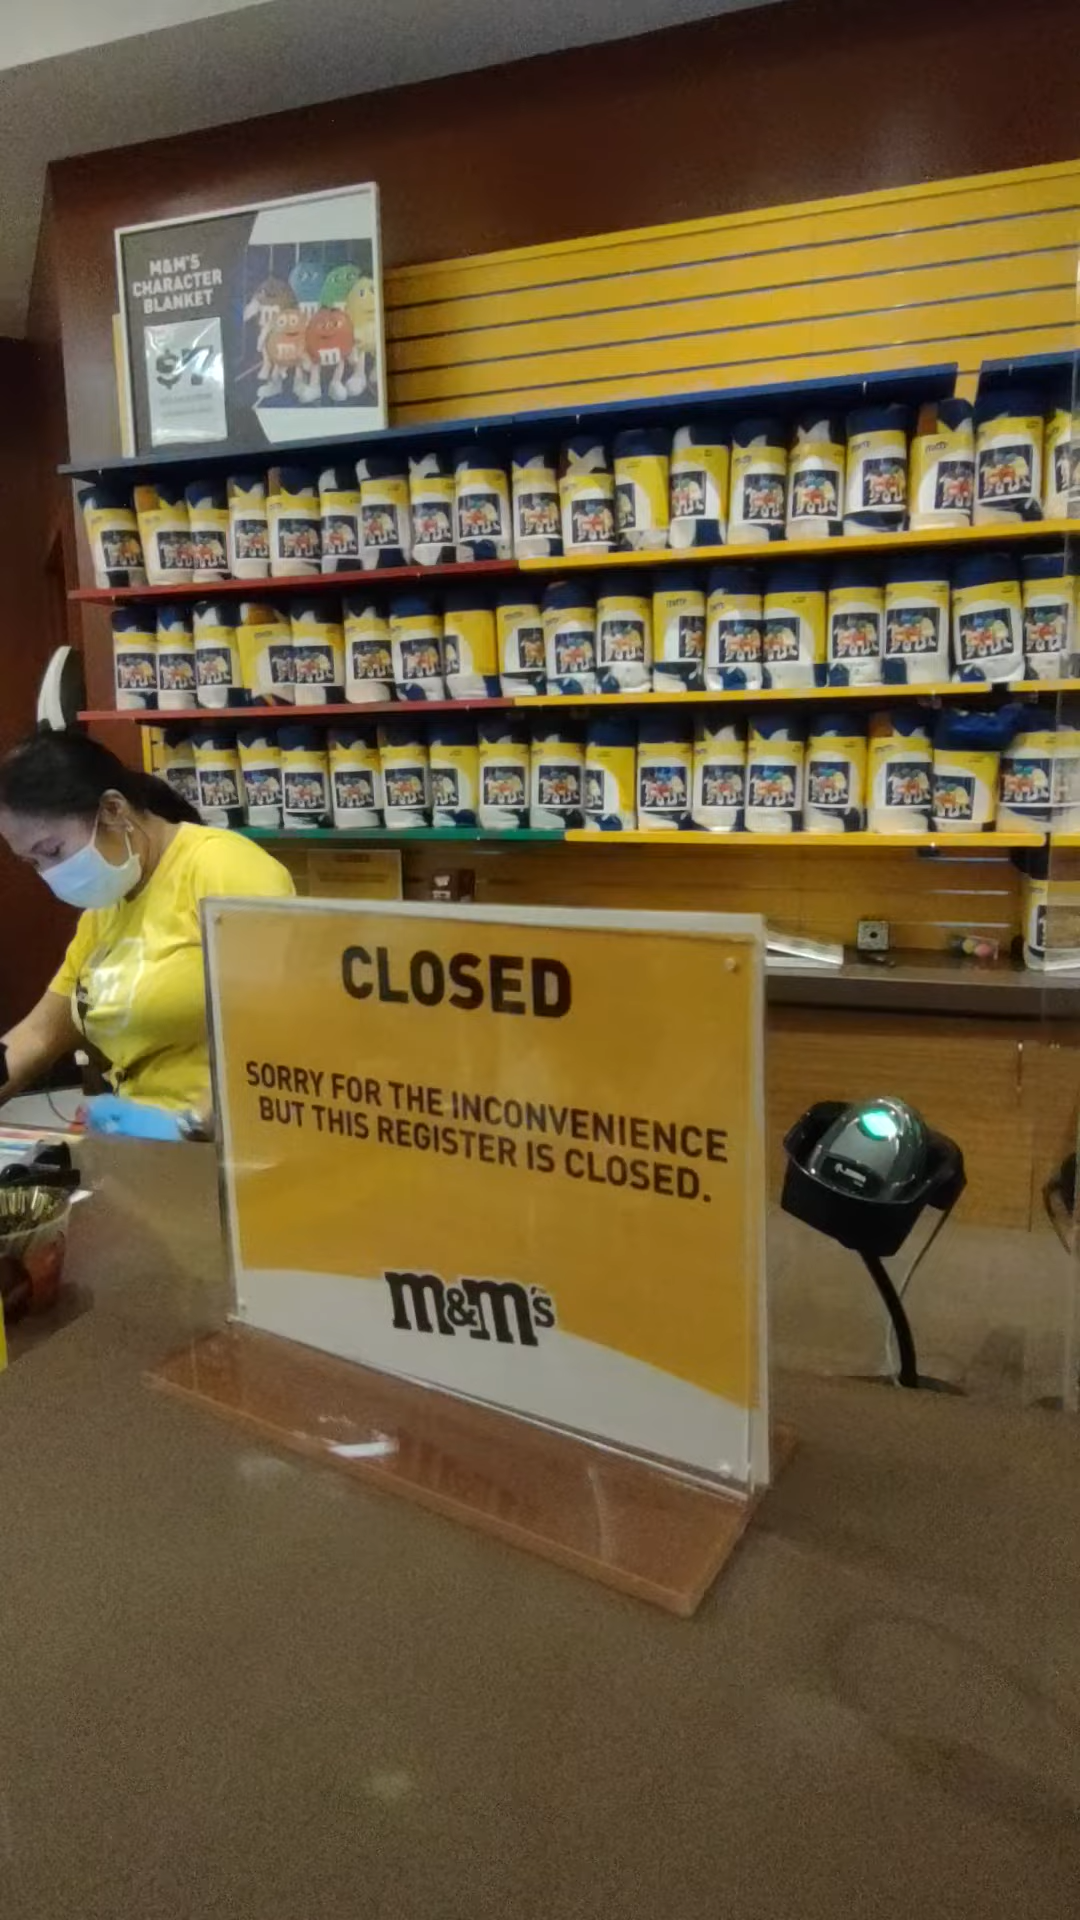 M&M'S
CHARACTER
BLANKET
CLOSED
SORRY FOR THE INCONVENIENCE
BUT THIS REGISTER IS CLOSED.
m&m's